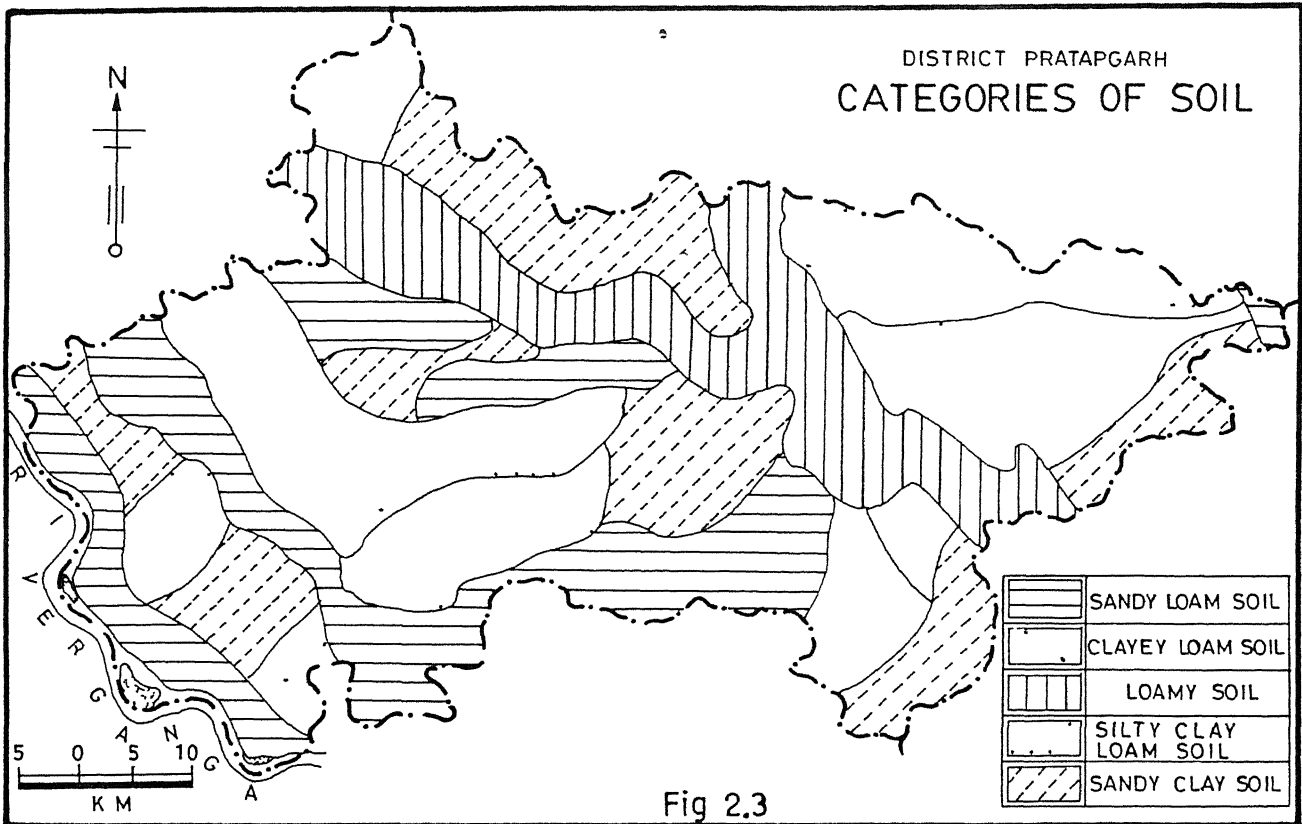 DISTRICT PRATAPGARH
CATEGORIES OF SOIL
N
RIVER GANGA
SANDY LOAM SOIL
CLAYEY LOAM SOIL
LOAMY SOIL
SILTY CLAY
LOAM SOIL
SANDY CLAY SOIL
5 0 5 10
KM
Fig 2.3